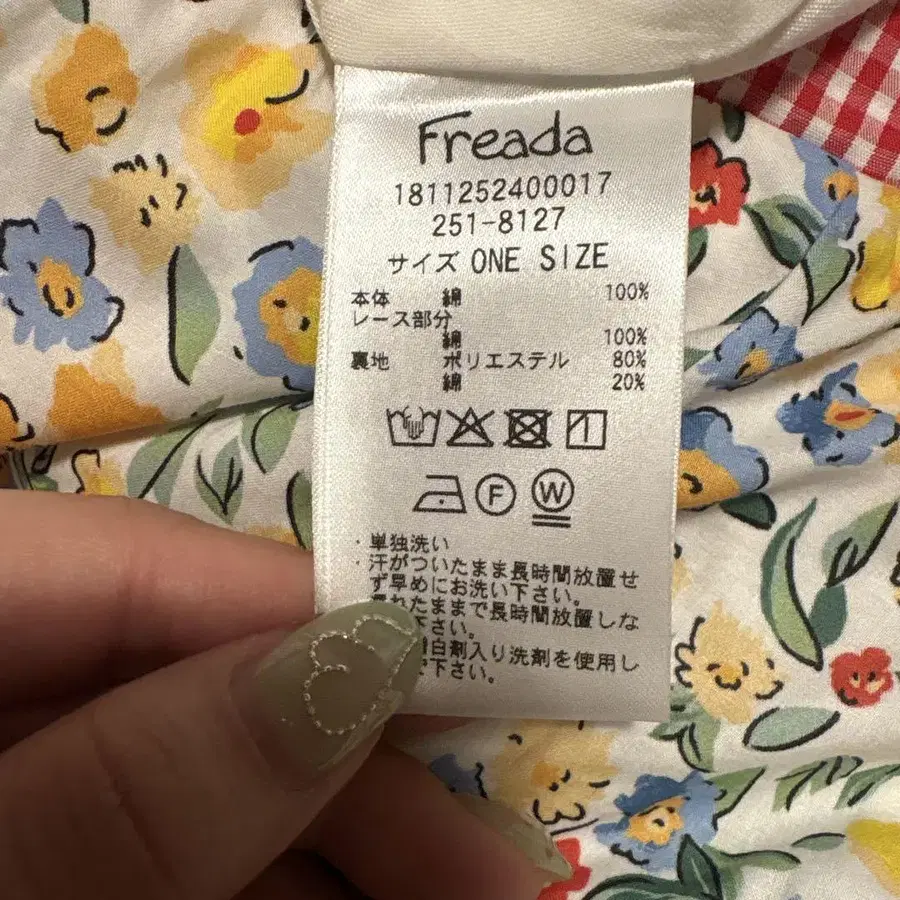 Freada
1811252400017
251-8127
サイズ ONE SIZE
本体 綿 100%
レース部分
綿 100%
裏地 ポリエステル 80%
綿 20%
F W
・単独洗い
・汗がついたまま長時間放置せ
ず早めにお洗い下さい。
れたままで長時間放置しな
下さい。
増白剤入り洗剤を使用し
下さい。